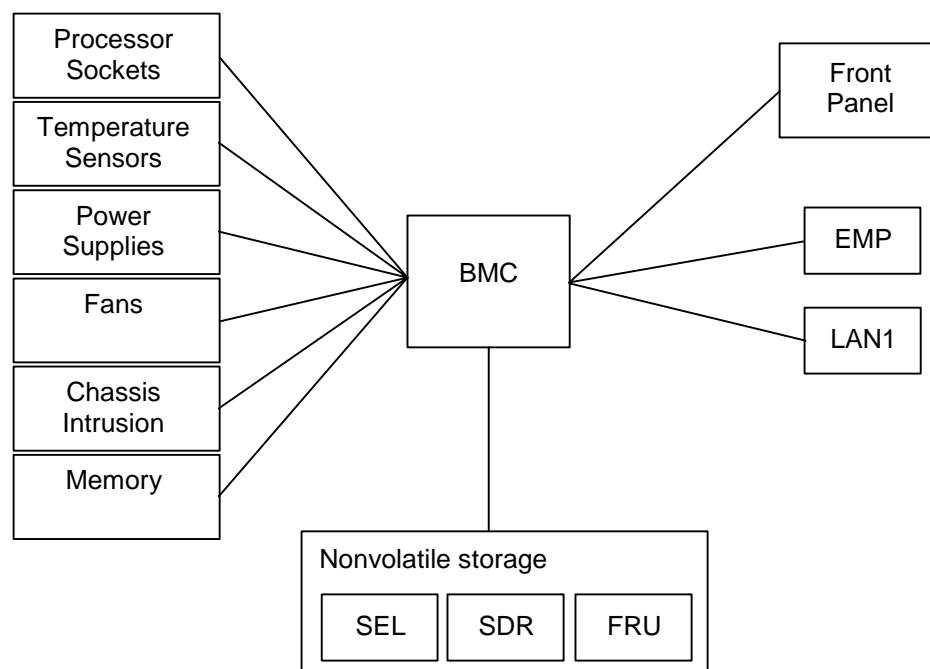 Processor
Sockets
Temperature
Sensors
Power
Supplies
Fans
Chassis
Intrusion
Memory
BMC
Front
Panel
EMP
LAN1
Nonvolatile storage
SEL
SDR
FRU